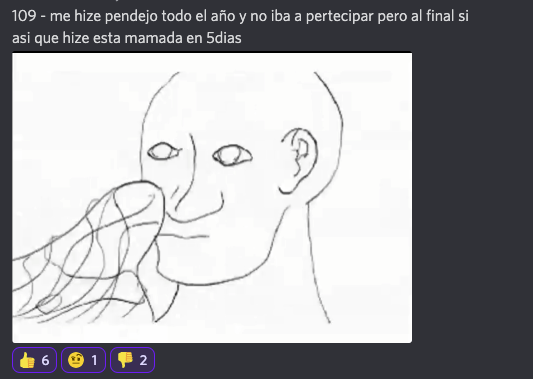 109 - me hize pendejo todo el año y no iba a pertecipar pero al final si
asi que hize esta mamada en 5dias
6 1 2